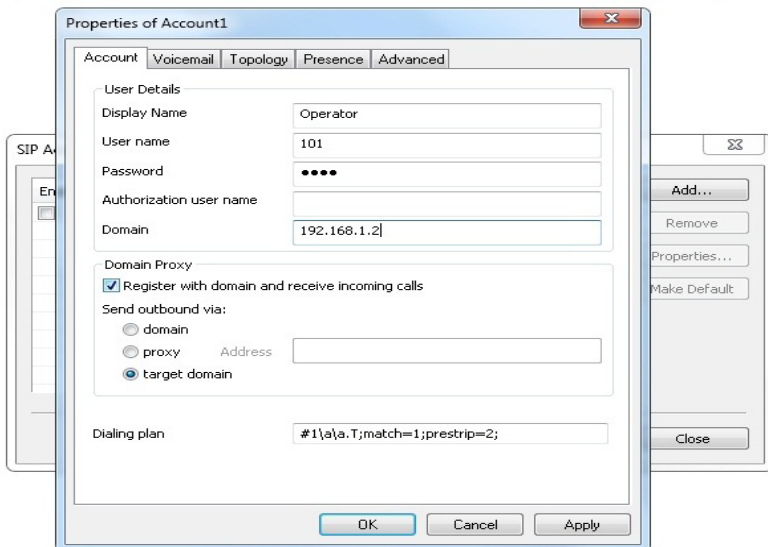 Properties of Account1
Account Voicemail Topology Presence Advanced
User Details
Display Name Operator
User name 101
Password ●●●●
Authorization user name
Domain 192.168.1.2
Domain Proxy
Register with domain and receive incoming calls
Send outbound via:
domain
proxy Address
target domain
Dialing plan #1\a\a.T;match=1;prestrip=2;
OK Cancel Apply
SIP
Add...
Remove
Properties...
Make Default
Close